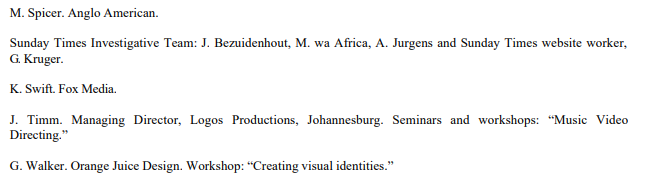 M. Spicer. Anglo American.
Sunday Times Investigative Team: J. Bezuidenhout, M. wa Africa, A. Jurgens and Sunday Times website worker,
G. Kruger.
K. Swift. Fox Media.
J. Timm. Managing Director, Logos Productions, Johannesburg. Seminars and workshops: “Music Video
Directing.”
G. Walker. Orange Juice Design. Workshop: “Creating visual identities.”